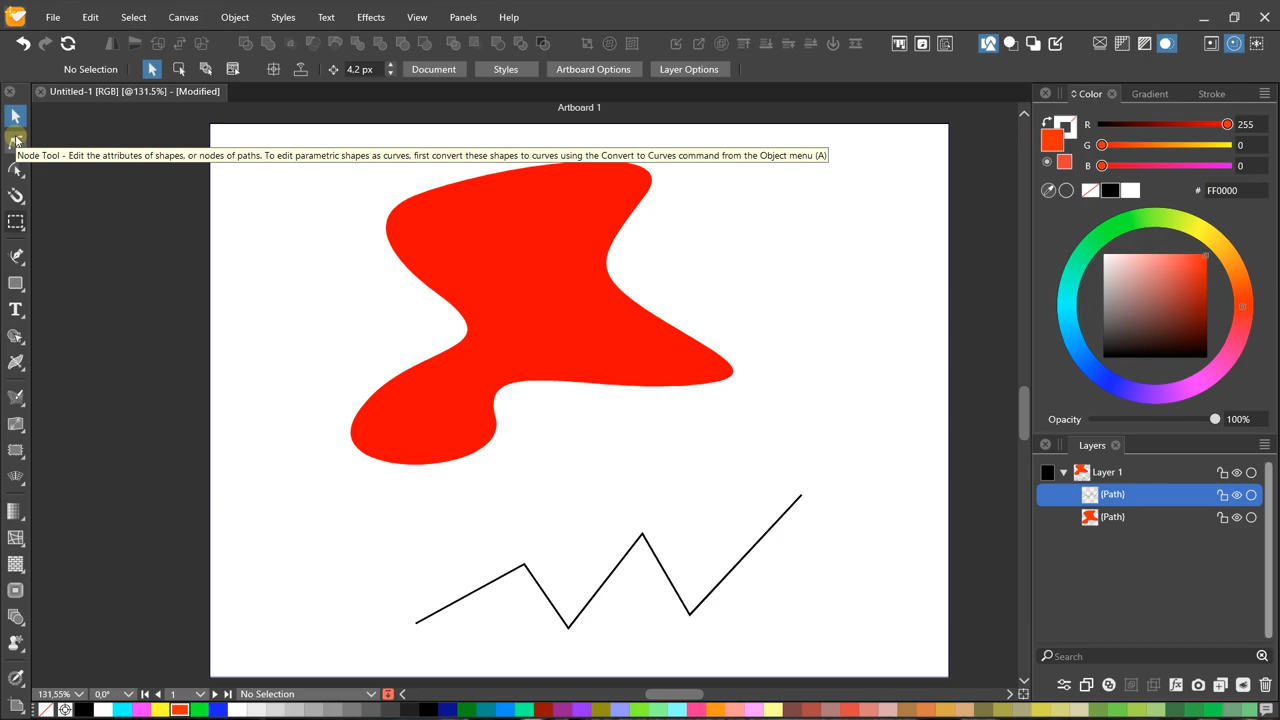 File Edit Select Canvas Object Styles Text Effects View Panels Help
No Selection 4,2 px Document Styles Artboard Options Layer Options
Untitled-1 [RGB] [@131.5%] - [Modified]
Artboard 1
Node Tool - Edit the attributes of shapes, or nodes of paths. To edit parametric shapes as curves, first convert these shapes to curves using the Convert to Curves command from the Object menu (A)
Color Gradient Stroke
R 255
G 0
B 0
# FF0000
Opacity 100%
Layers
Layer 1
(Path)
(Path)
Search
131,55% 0,0° 1 No Selection